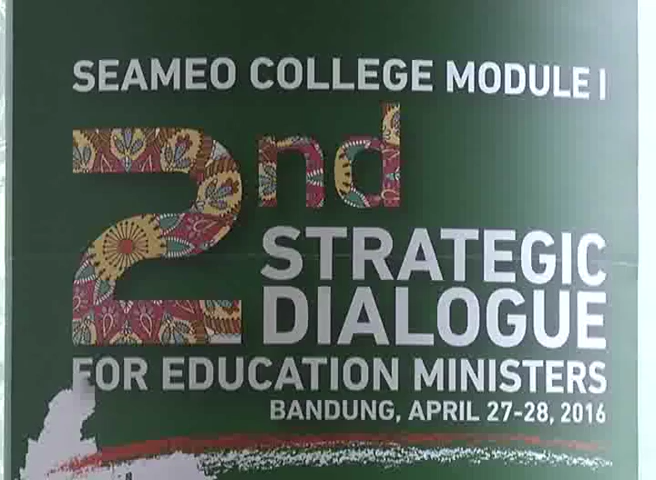 SEAMEO COLLEGE MODULE I
2nd
STRATEGIC
DIALOGUE
FOR EDUCATION MINISTERS
BANDUNG, APRIL 27-28, 2016